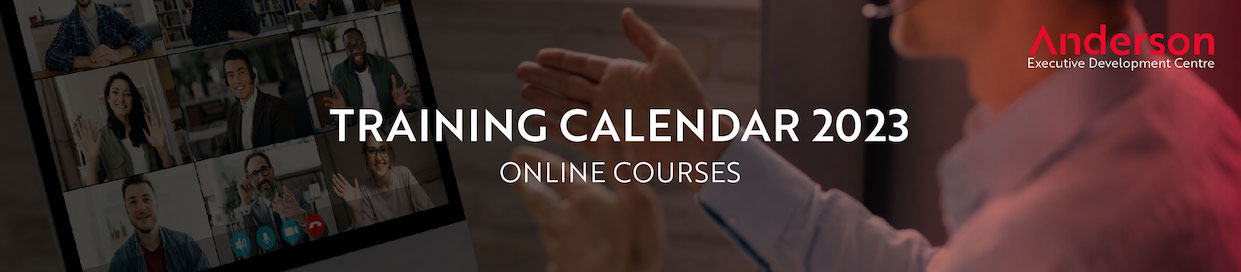 Anderson
Executive Development Centre
TRAINING CALENDAR 2023
ONLINE COURSES